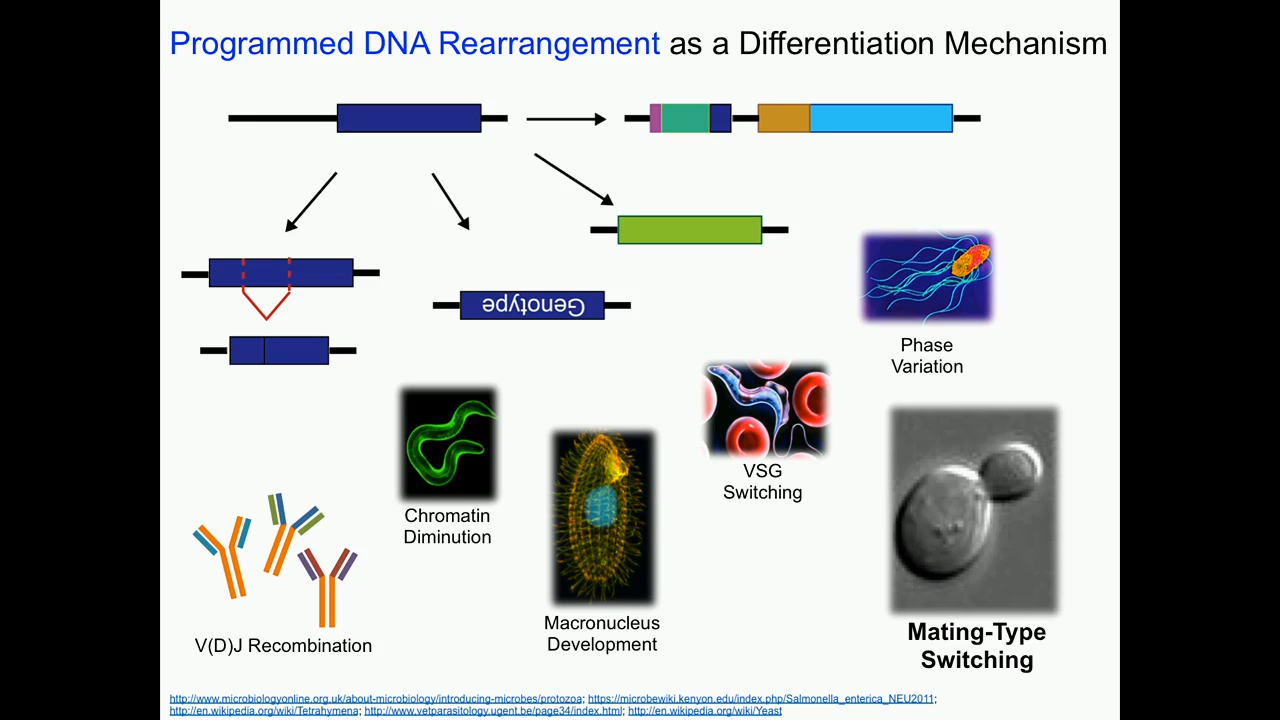 Programmed DNA Rearrangement as a Differentiation Mechanism
Genotype
Phase
Variation
VSG
Switching
Chromatin
Diminution
Macronucleus
Development
V(D)J Recombination
Mating-Type
Switching
http://www.microbiologyonline.org.uk/about-microbiology/introducing-microbes/protozoa; https://microbewiki.kenyon.edu/index.php/Salmonella_enterica_NEU2011;
http://en.wikipedia.org/wiki/Tetrahymena; http://www.vetparasitology.ugent.be/page34/index.html; http://en.wikipedia.org/wiki/Yeast